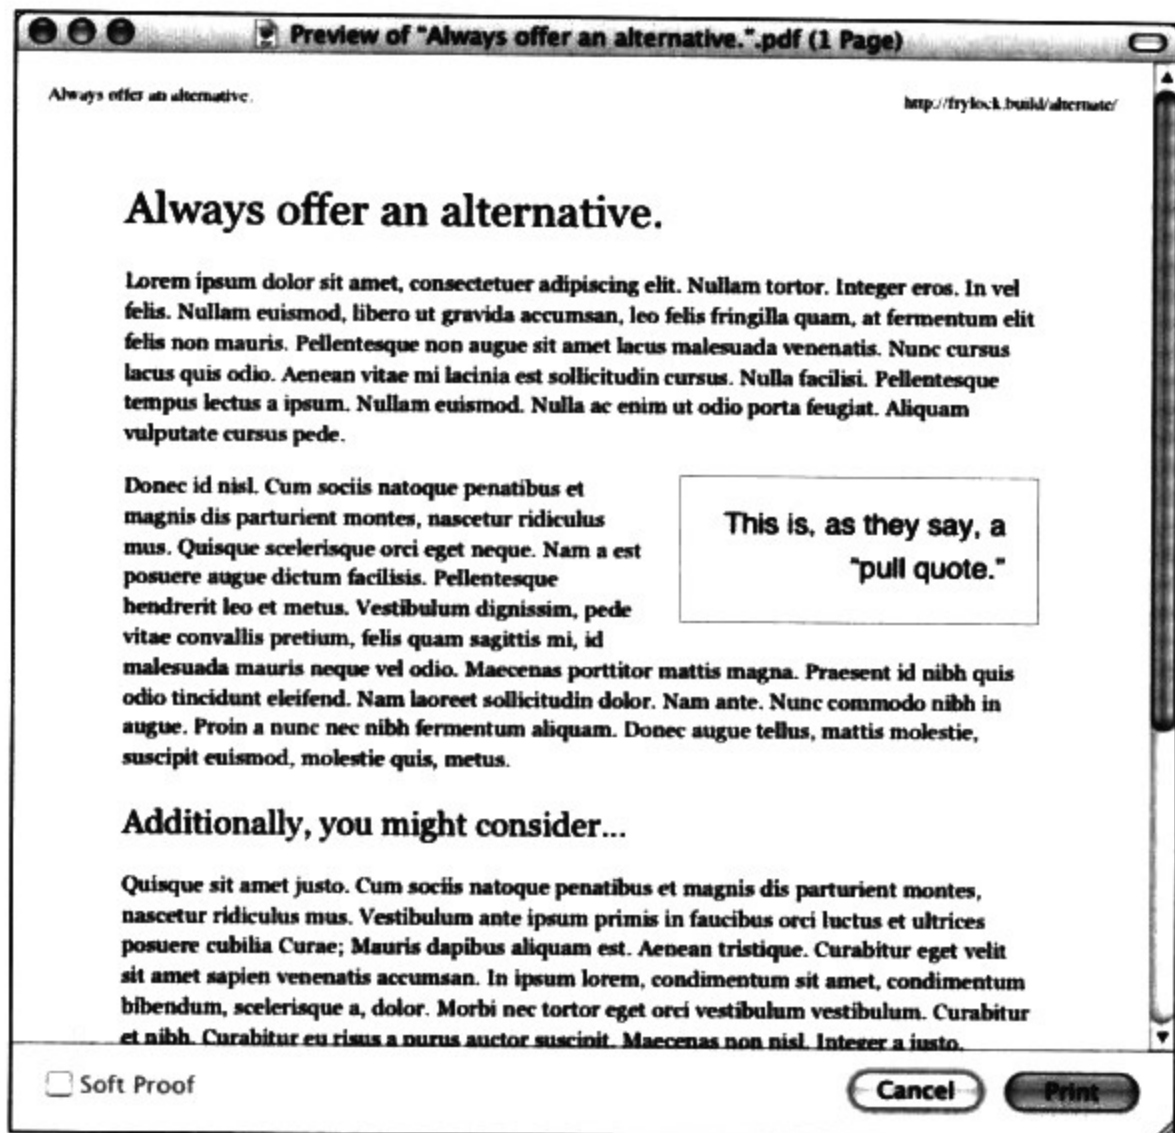 Preview of "Always offer an alternative.".pdf (1 Page)
Always offer an alternative.
http://frylock.build/alternate/
Always offer an alternative.
Lorem ipsum dolor sit amet, consectetuer adipiscing elit. Nullam tortor. Integer eros. In vel
felis. Nullam euismod, libero ut gravida accumsan, leo felis fringilla quam, at fermentum elit
felis non mauris. Pellentesque non augue sit amet lacus malesuada venenatis. Nunc cursus
lacus quis odio. Aenean vitae mi lacinia est sollicitudin cursus. Nulla facilisi. Pellentesque
tempus lectus a ipsum. Nullam euismod. Nulla ac enim ut odio porta feugiat. Aliquam
vulputate cursus pede.
Donec id nisl. Cum sociis natoque penatibus et
magnis dis parturient montes, nascetur ridiculus
mus. Quisque scelerisque orci eget neque. Nam a est
posuere augue dictum facilisis. Pellentesque
hendrerit leo et metus. Vestibulum dignissim, pede
vitae convallis pretium, felis quam sagittis mi, id
This is, as they say, a
"pull quote."
malesuada mauris neque vel odio. Maecenas porttitor mattis magna. Praesent id nibh quis
odio tincidunt eleifend. Nam laoreet sollicitudin dolor. Nam ante. Nunc commodo nibh in
augue. Proin a nunc nec nibh fermentum aliquam. Donec augue tellus, mattis molestie,
suscipit euismod, molestie quis, metus.
Additionally, you might consider...
Quisque sit amet justo. Cum sociis natoque penatibus et magnis dis parturient montes,
nascetur ridiculus mus. Vestibulum ante ipsum primis in faucibus orci luctus et ultrices
posuere cubilia Curae; Mauris dapibus aliquam est. Aenean tristique. Curabitur eget velit
sit amet sapien venenatis accumsan. In ipsum lorem, condimentum sit amet, condimentum
bibendum, scelerisque a, dolor. Morbi nec tortor eget orci vestibulum vestibulum. Curabitur
et nibh. Curabitur eu risus a purus auctor suscipit. Maecenas non nisl. Integer a justo.
Soft Proof
Cancel
Print